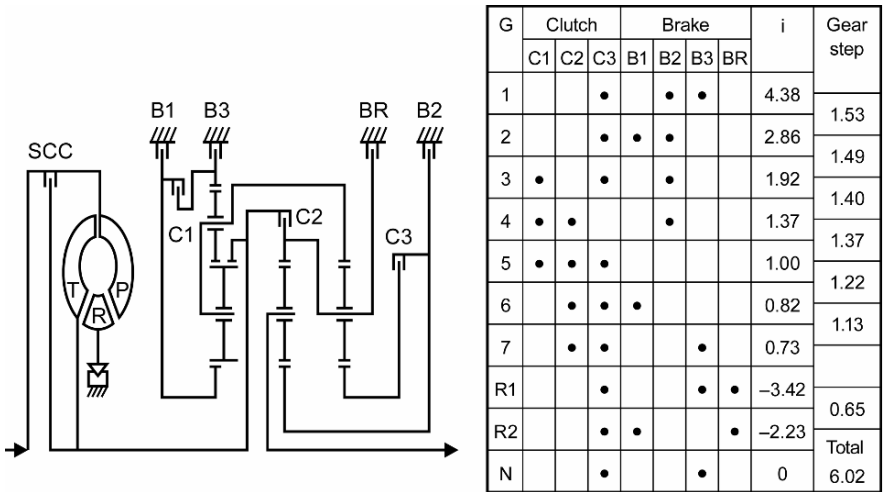 B1 B3 BR B2
SCC
C1 C2 C3
T P
R
G Clutch Brake i Gear step
C1 C2 C3 B1 B2 B3 BR
1 • • • 4.38
1.53
2 • • • 2.86
1.49
3 • • • 1.92
1.40
4 • • • 1.37
1.37
5 • • • 1.00
1.22
6 • • • 0.82
1.13
7 • • • 0.73
R1 • • • –3.42
0.65
R2 • • • –2.23
Total
N • • 0 6.02